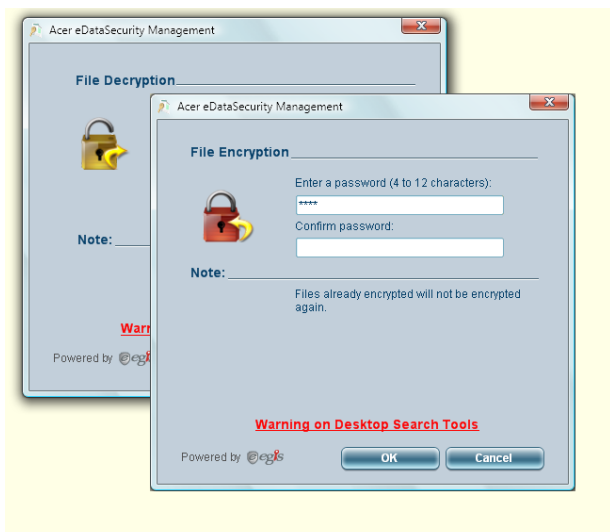 Acer eDataSecurity Management
File Decryption
Note:
Powered by egis
Acer eDataSecurity Management
File Encryption
Enter a password (4 to 12 characters):
****
Confirm password:
Note:
Files already encrypted will not be encrypted
again.
Warning on Desktop Search Tools
Powered by egis
OK
Cancel